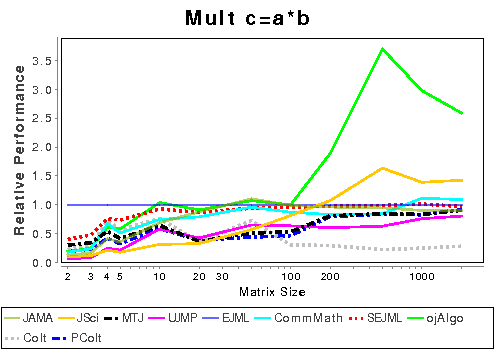 Mult c=a*b
Relative Performance
3.5
3.0
2.5
2.0
1.5
1.0
0.5
0.0
2 3 4 5 10 20 30 100 200 1000
Matrix Size
JAMA JSci MTJ UJMP EJML CommMath SEJML ojAlgo
Colt PColt